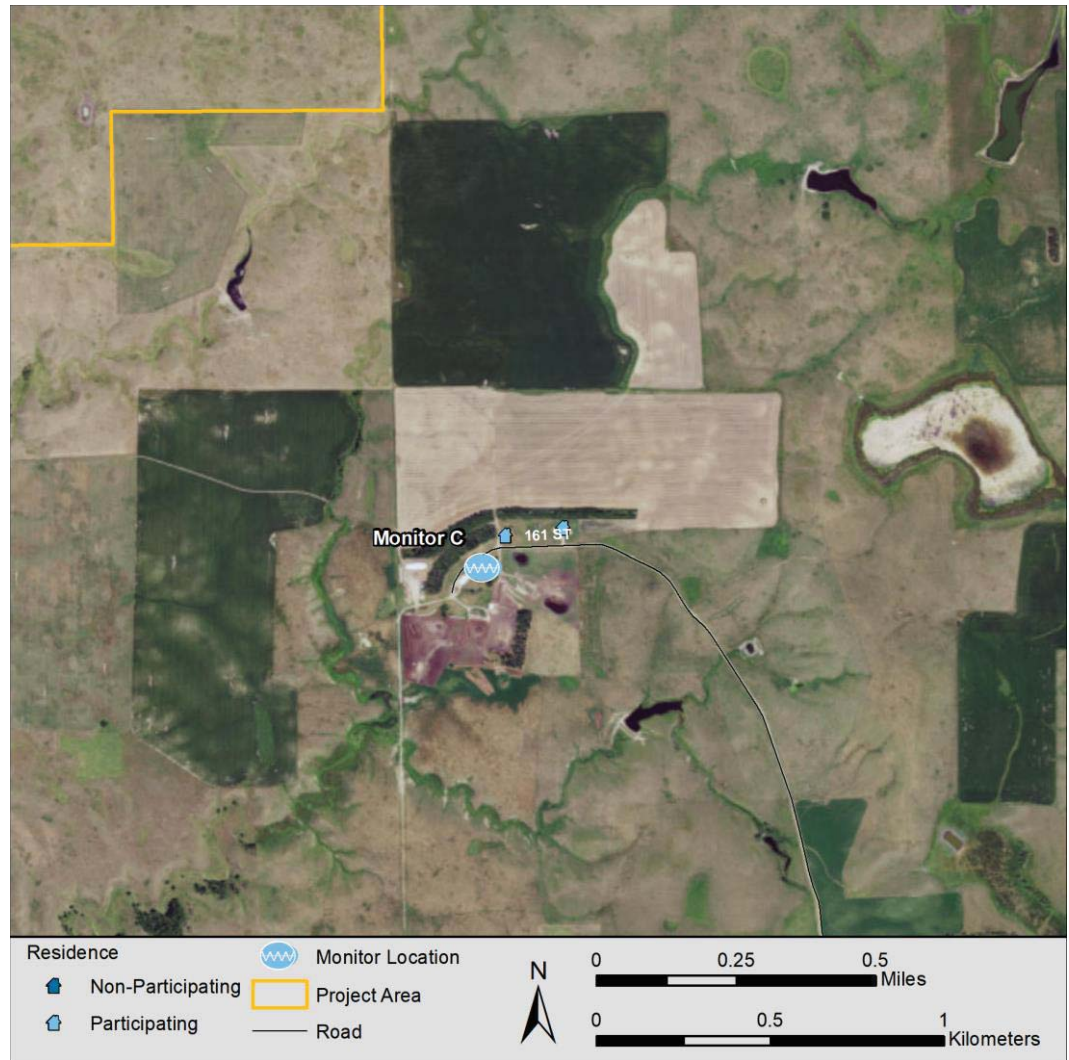 Monitor C
161 ST
Residence
Non-Participating
Participating
Monitor Location
Project Area
Road
N
0 0.25 0.5
Miles
0 0.5 1
Kilometers